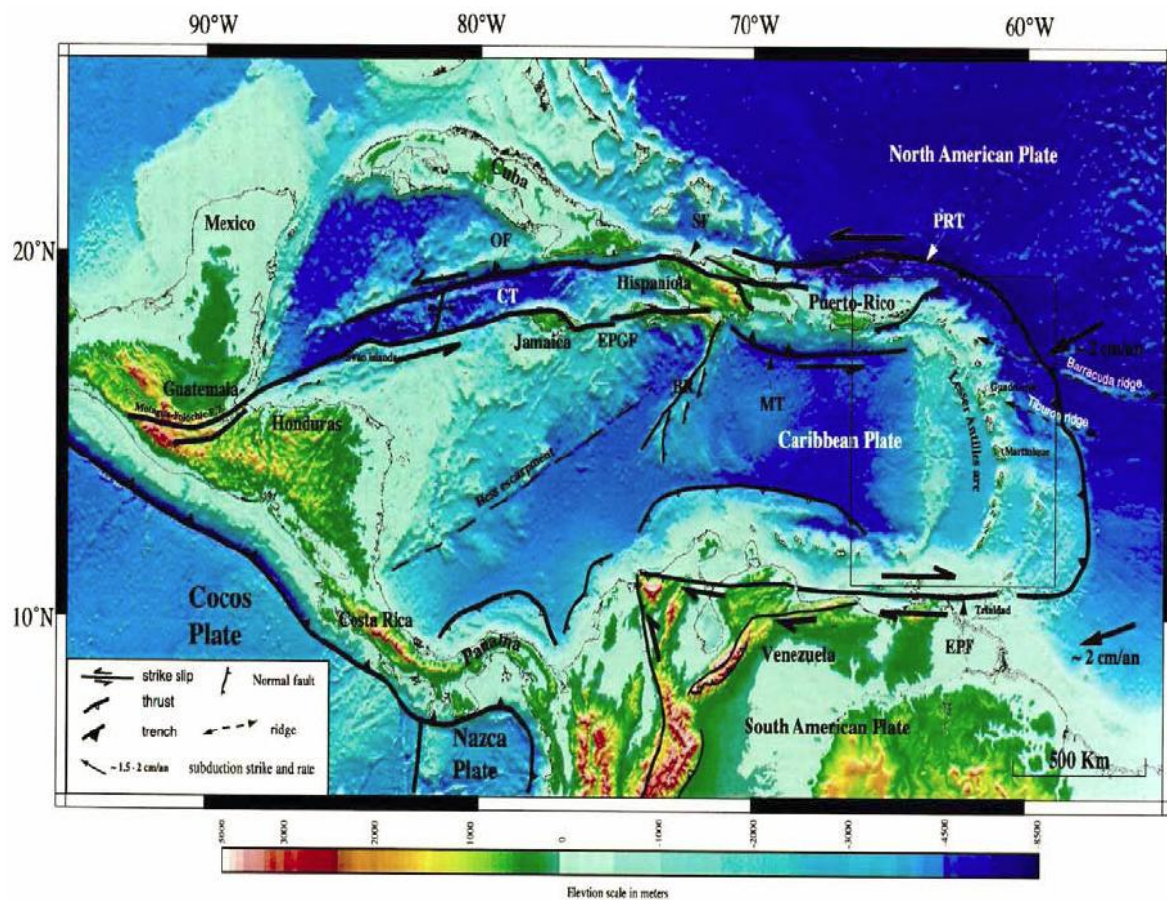 90°W
80°W
70°W
60°W
North American Plate
Cuba
Mexico
SF
PRT
20°N
OF
Hispaniola
CT
Puerto-Rico
~ 2 cm/an
Swan islands
Jamaica
EPGF
Barracuda ridge
Guatemala
BR
Tiburon ridge
Honduras
MT
Lesser Antilles arc
Caribbean Plate
Martinique
Hess escarpment
10°N
Cocos
Plate
Costa Rica
Panama
Trinidad
Venezuela
EPF
~ 2 cm/an
strike slip
Normal fault
thrust
trench
ridge
~1.5 - 2 cm/an
subduction strike and rate
Nazca
Plate
South American Plate
500 Km
5000
3000
2000
1000
0
-1000
-2000
-3000
-4500
-8500
Elevtion scale in meters